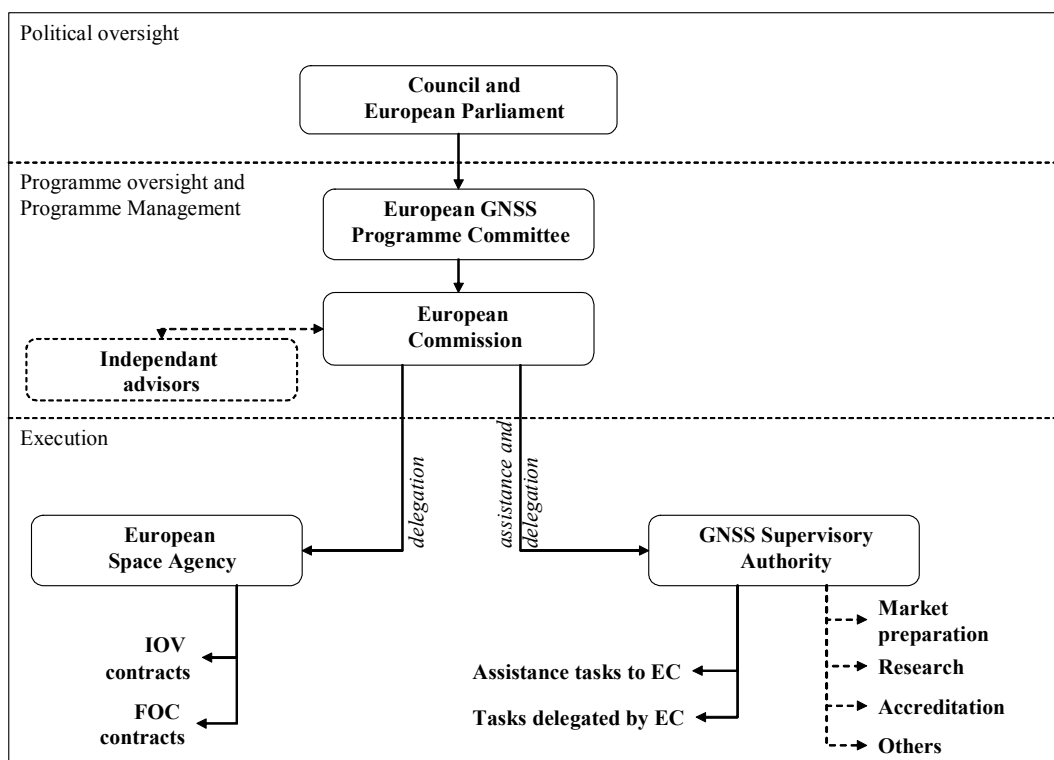 Political oversight
Council and
European Parliament
Programme oversight and
Programme Management
European GNSS
Programme Committee
European
Commission
Independant
advisors
Execution
delegation
assistance and
delegation
European
Space Agency
GNSS Supervisory
Authority
IOV
contracts
FOC
contracts
Assistance tasks to EC
Tasks delegated by EC
Market
preparation
Research
Accreditation
Others